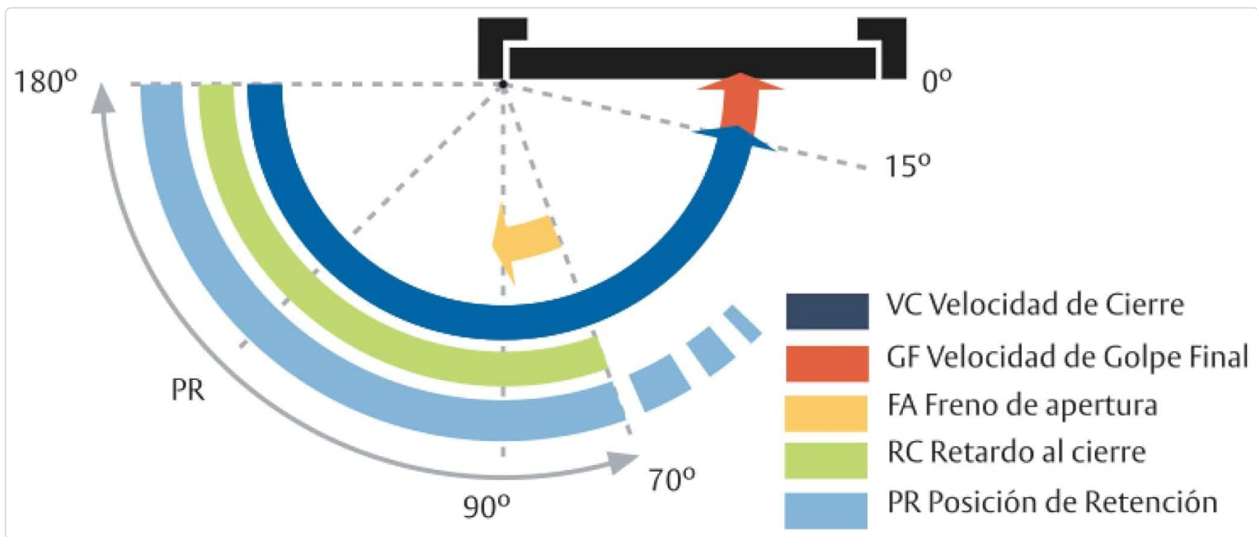 180º
0º
15º
VC Velocidad de Cierre
GF Velocidad de Golpe Final
PR
FA Freno de apertura
RC Retardo al cierre
70º
90º
PR Posición de Retención